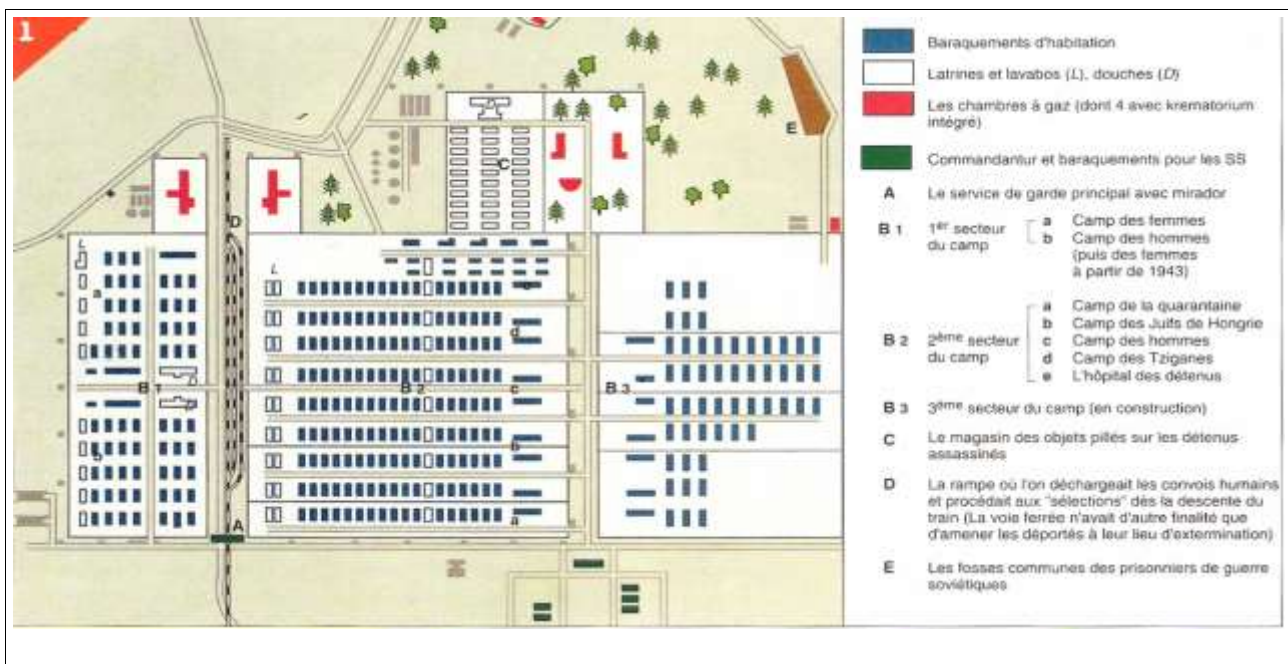 1
Baraquements d'habitation
Latrines et lavabos (L), douches (D)
Les chambres à gaz (dont 4 avec krematorium
intégré)
Commandantur et baraquements pour les SS
A Le service de garde principal avec mirador
B 1 1er secteur
du camp
a Camp des femmes
b Camp des hommes
(puis des femmes
à partir de 1943)
B 2 2ème secteur
du camp
a Camp de la quarantaine
b Camp des Juifs de Hongrie
c Camp des hommes
d Camp des Tziganes
e L'hôpital des détenus
B 3 3ème secteur du camp (en construction)
C Le magasin des objets pillés sur les détenus
assassinés
D La rampe où l'on déchargeait les convois humains
et procédait aux "sélections" dès la descente du
train (La voie ferrée n'avait d'autre finalité que
d'amener les déportés à leur lieu d'extermination)
E Les fosses communes des prisonniers de guerre
soviétiques
E
C
D
L
L
a
e
d
B 1
D
B 2
c
B 3
D
b
b
A
a